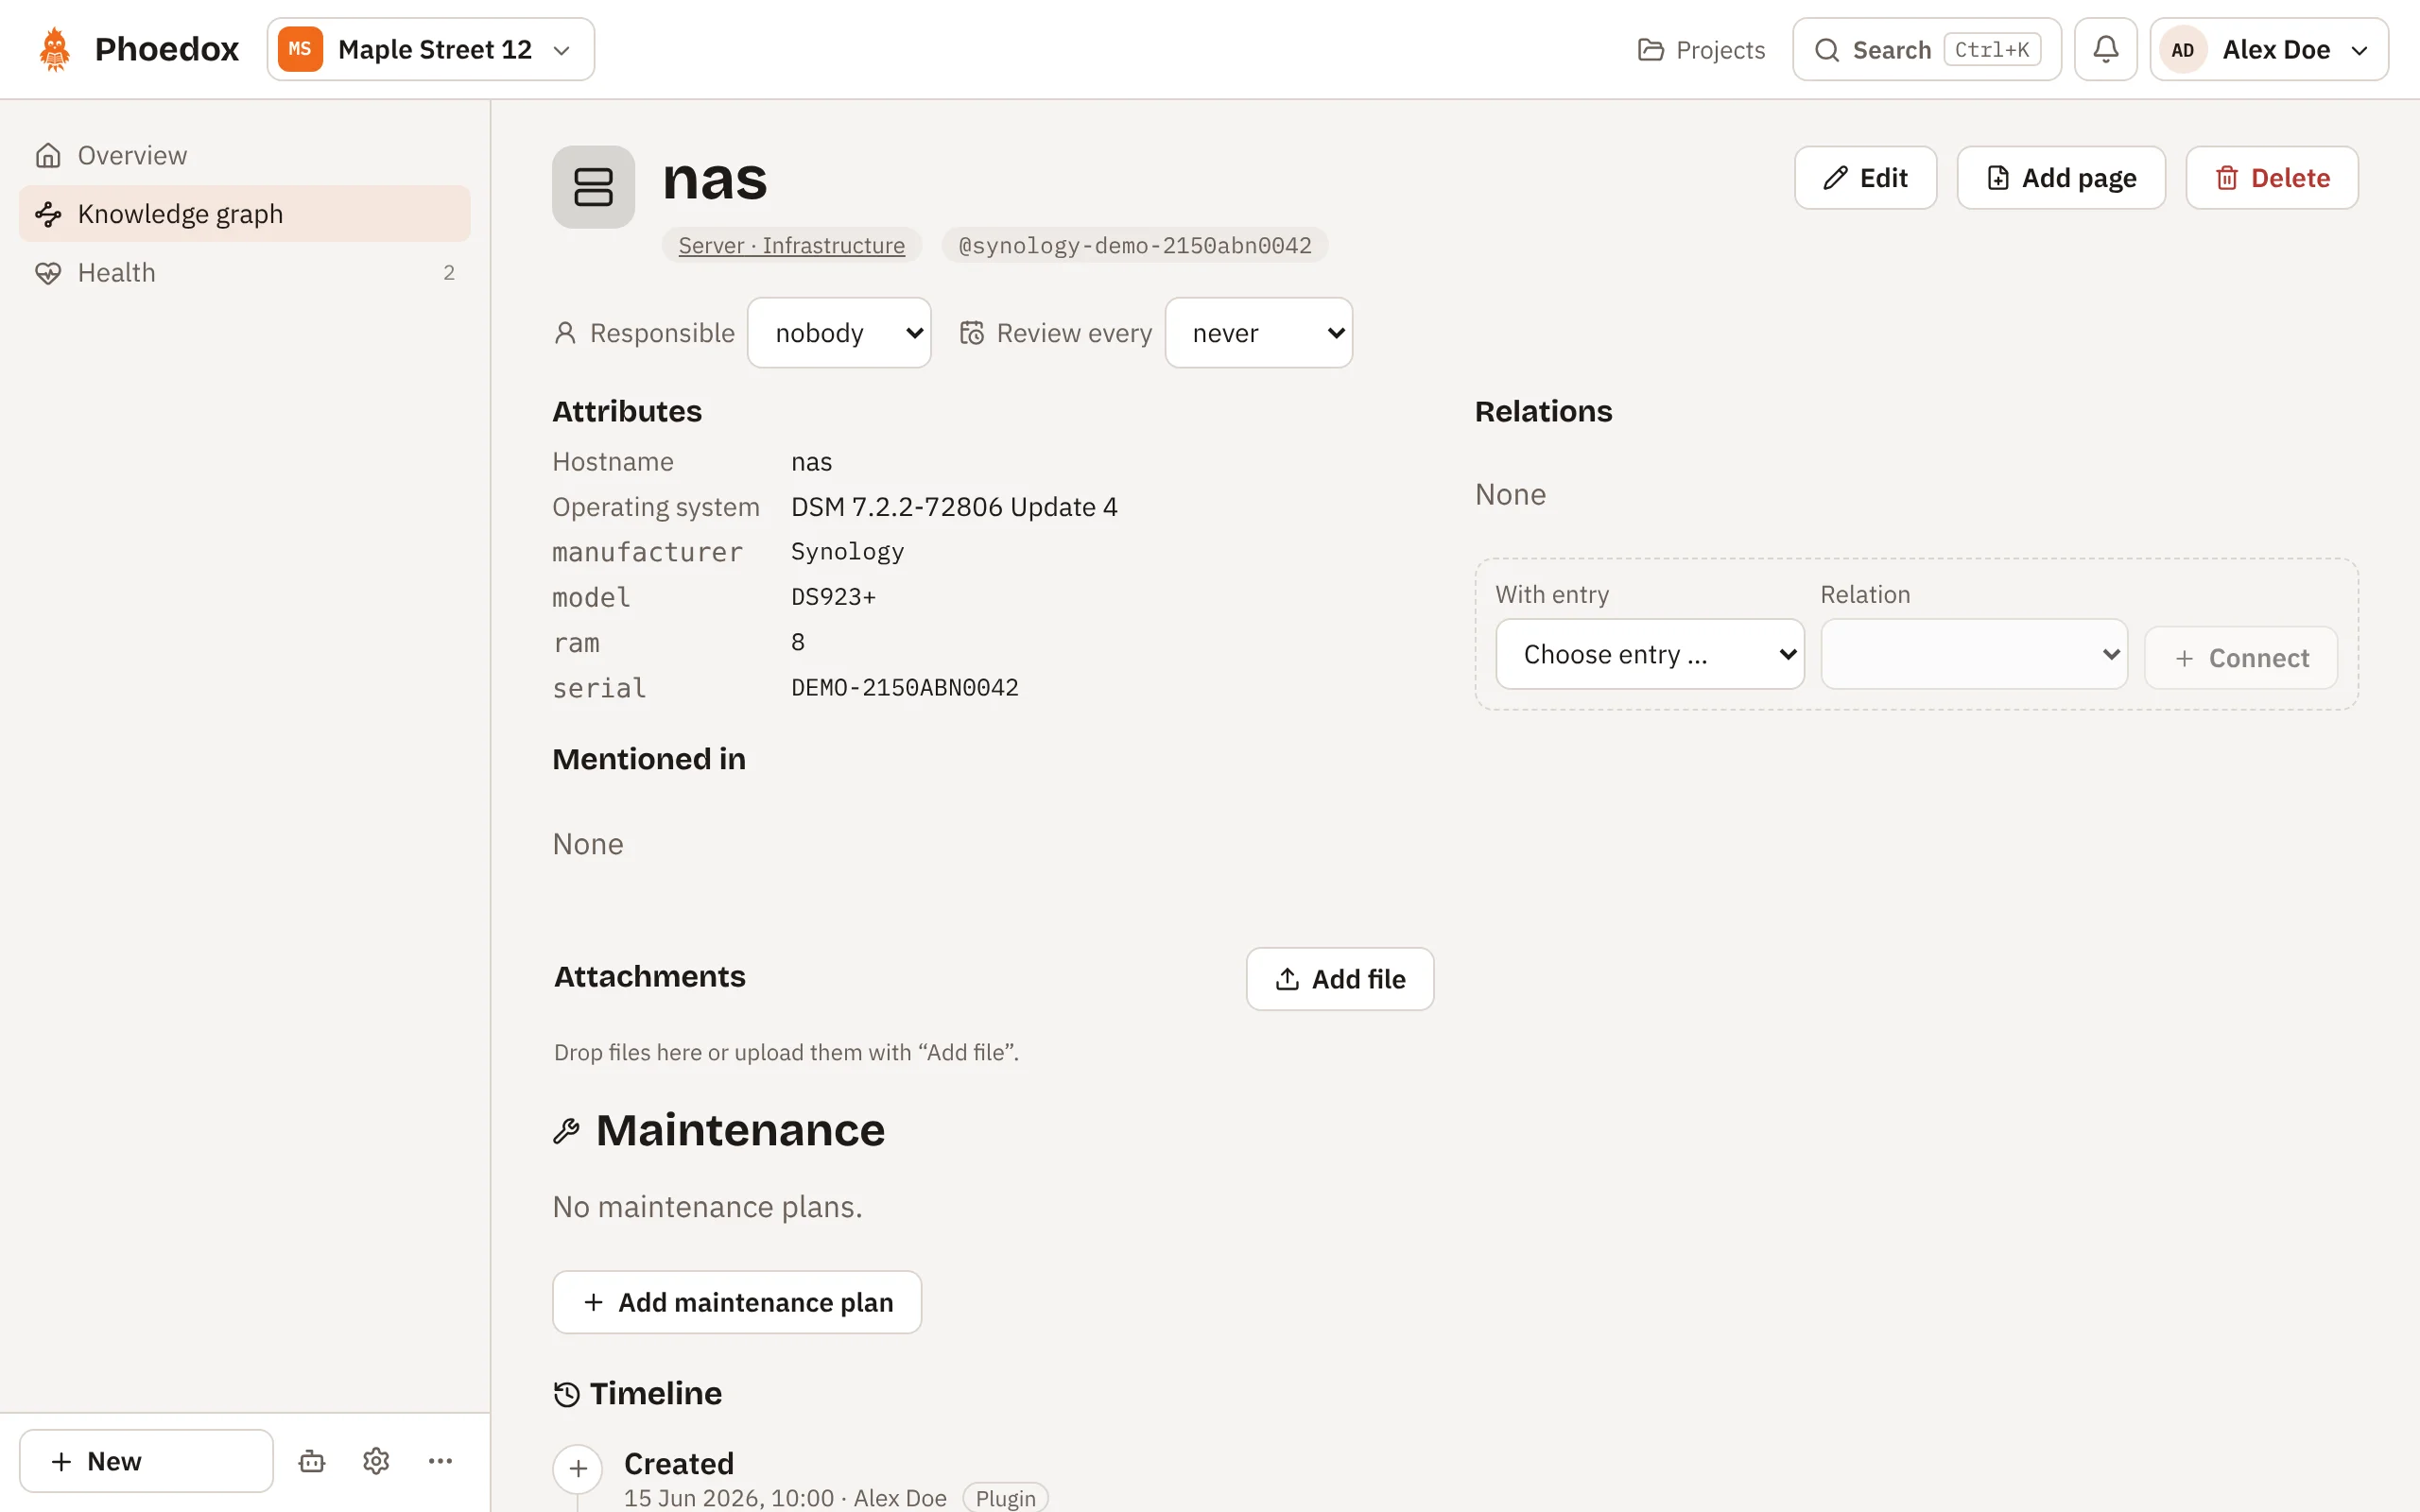 Phoedox
MS Maple Street 12
Projects
Search Ctrl+K
AD Alex Doe
Overview
Knowledge graph
Health 2
nas
Edit
Add page
Delete
Server · Infrastructure
@synology-demo-2150abn0042
Responsible nobody
Review every never
Attributes
Hostname nas
Operating system DSM 7.2.2-72806 Update 4
manufacturer Synology
model DS923+
ram 8
serial DEMO-2150ABN0042
Relations
None
With entry Relation
Choose entry ...
+ Connect
Mentioned in
None
Attachments
Add file
Drop files here or upload them with “Add file”.
Maintenance
No maintenance plans.
+ Add maintenance plan
Timeline
Created
15 Jun 2026, 10:00 · Alex Doe Plugin
+ New